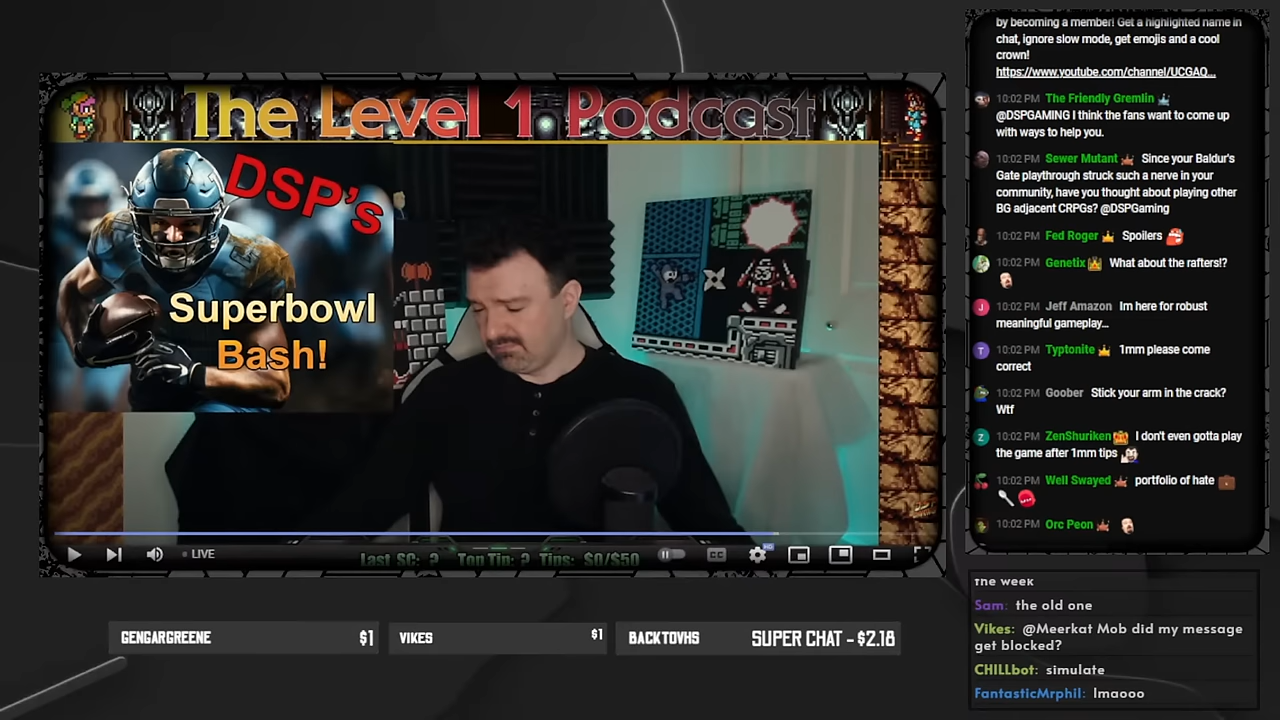 The Level 1 Podcast
DSP's
Superbowl
Bash!
LIVE
Last SC: ? Top Tip: ? Tips: $0/$50
CC
HD
GENGARGREENE $1
VIKES $1
BACKTOVHS SUPER CHAT - $2.18
by becoming a member! Get a highlighted name in
chat, ignore slow mode, get emojis and a cool
crown!
https://www.youtube.com/channel/UCGAQ...
10:02 PM The Friendly Gremlin
@DSPGAMING I think the fans want to come up
with ways to help you.
10:02 PM Sewer Mutant Since your Baldur's
Gate playthrough struck such a nerve in your
community, have you thought about playing other
BG adjacent CRPGs? @DSPGaming
10:02 PM Fed Roger Spoilers
10:02 PM Genetix What about the rafters!?
10:02 PM Jeff Amazon Im here for robust
meaningful gameplay...
10:02 PM Typtonite 1mm please come
correct
10:02 PM Goober Stick your arm in the crack?
Wtf
10:02 PM ZenShuriken I don't even gotta play
the game after 1mm tips
10:02 PM Well Swayed portfolio of hate
10:02 PM Orc Peon
the week
Sam: the old one
Vikes: @Meerkat Mob did my message
get blocked?
CHILLbot: simulate
FantasticMrphil: lmaooo